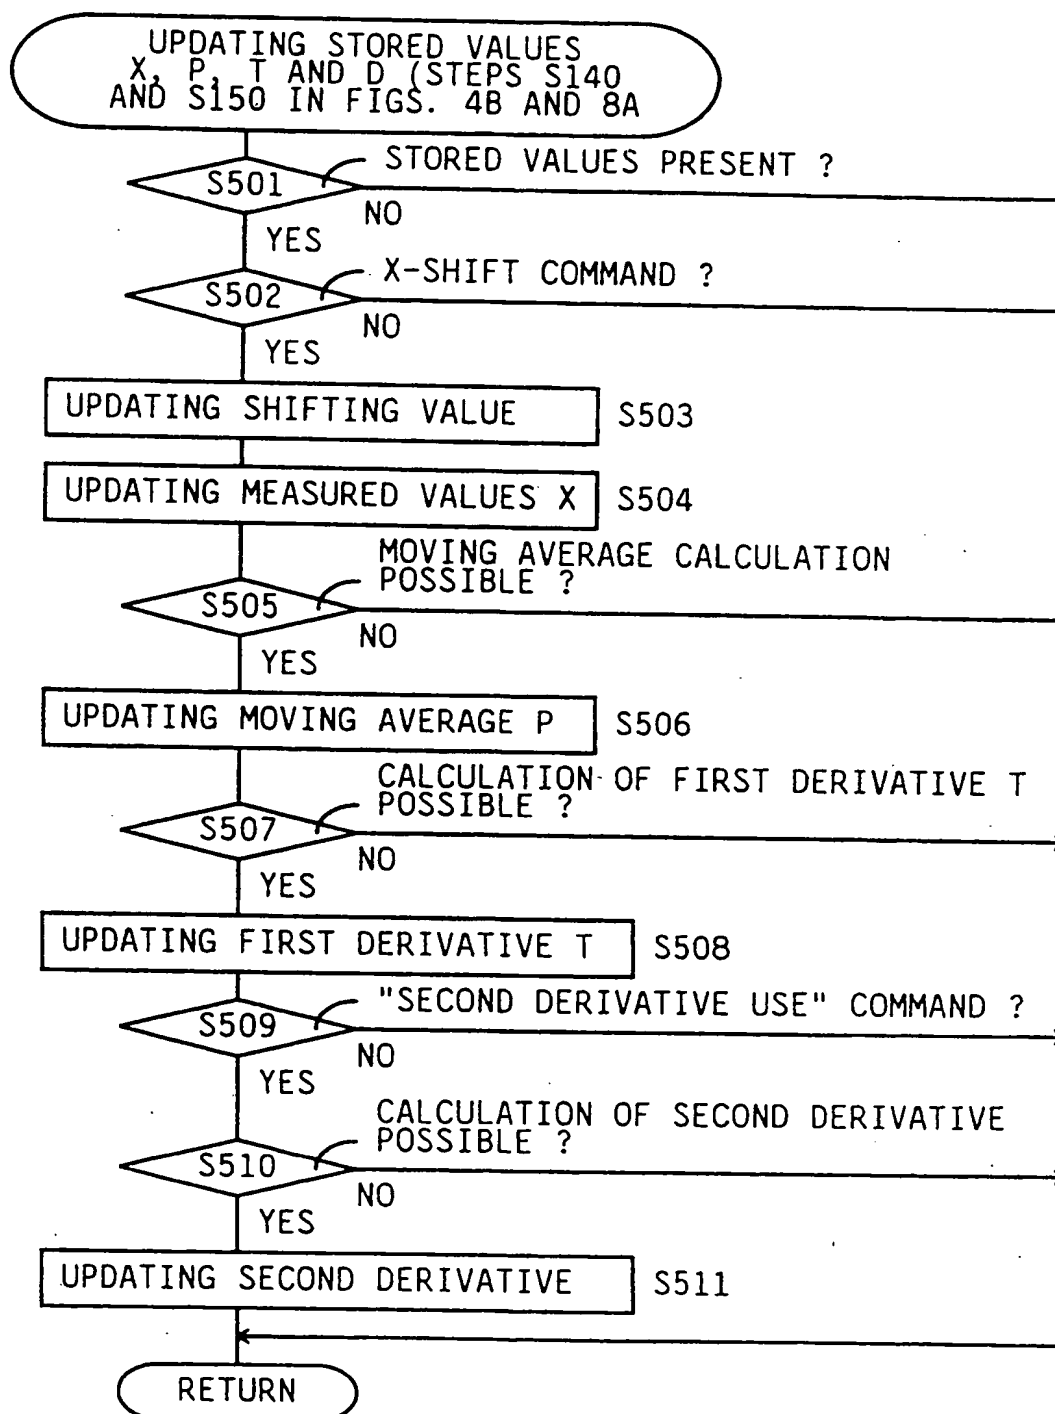 UPDATING STORED VALUES
X, P, T AND D (STEPS S140
AND S150 IN FIGS. 4B AND 8A
STORED VALUES PRESENT ?
S501
NO
YES
X-SHIFT COMMAND ?
S502
NO
YES
UPDATING SHIFTING VALUE S503
UPDATING MEASURED VALUES X S504
MOVING AVERAGE CALCULATION
POSSIBLE ?
S505
NO
YES
UPDATING MOVING AVERAGE P S506
CALCULATION OF FIRST DERIVATIVE T
POSSIBLE ?
S507
NO
YES
UPDATING FIRST DERIVATIVE T S508
"SECOND DERIVATIVE USE" COMMAND ?
S509
NO
YES
CALCULATION OF SECOND DERIVATIVE
POSSIBLE ?
S510
NO
YES
UPDATING SECOND DERIVATIVE S511
RETURN